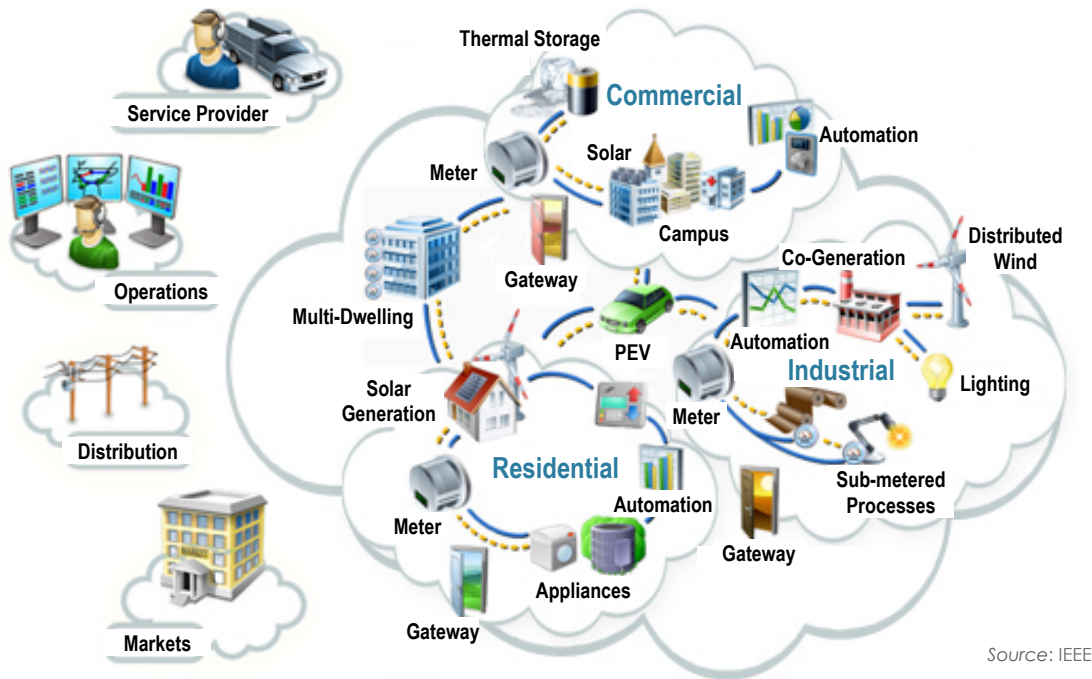 Service Provider
Operations
Distribution
Markets
Thermal Storage
Commercial
Automation
Meter
Solar
Campus
Gateway
Multi-Dwelling
PEV
Co-Generation
Distributed
Wind
Automation
Industrial
Lighting
Meter
Sub-metered
Processes
Gateway
Solar
Generation
Residential
Automation
Meter
Appliances
Gateway
Source: IEEE